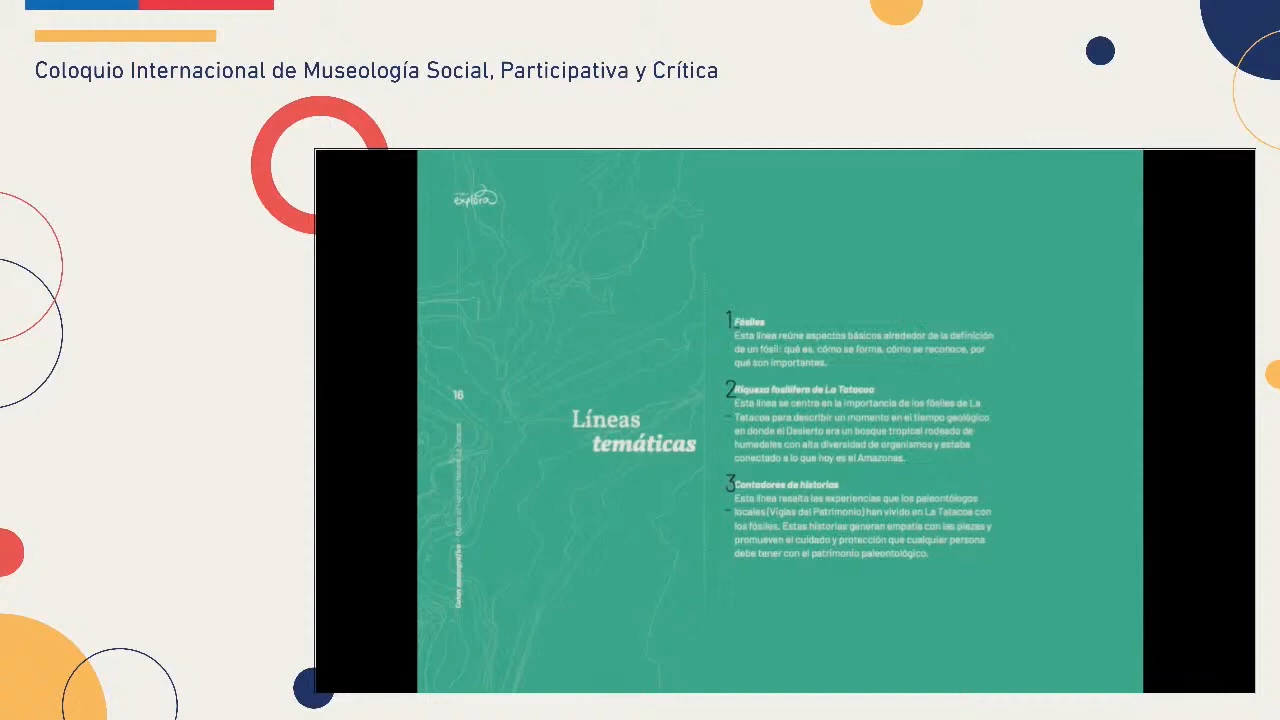 Coloquio Internacional de Museología Social, Participativa y Crítica
explora
16
Líneas
temáticas
1
Fósiles
Esta línea reúne aspectos básicos alrededor de la definición
de un fósil: qué es, cómo se forma, cómo se reconoce, por
qué son importantes.
2
Riqueza fosilífera de La Tatacoa
Esta línea se centra en la importancia de los fósiles de La
Tatacoa para describir un momento en el tiempo geológico
en donde el Desierto era un bosque tropical rodeado de
humedales con alta diversidad de organismos y estaba
conectado a lo que hoy es el Amazonas.
3
Contadores de historias
Esta línea resalta las experiencias que los paleontólogos
locales (Vigías del Patrimonio) han vivido en La Tatacoa con
los fósiles. Estas historias generan empatía con las piezas y
promueven el cuidado y protección que cualquier persona
debe tener con el patrimonio paleontológico.
Guion museográfico